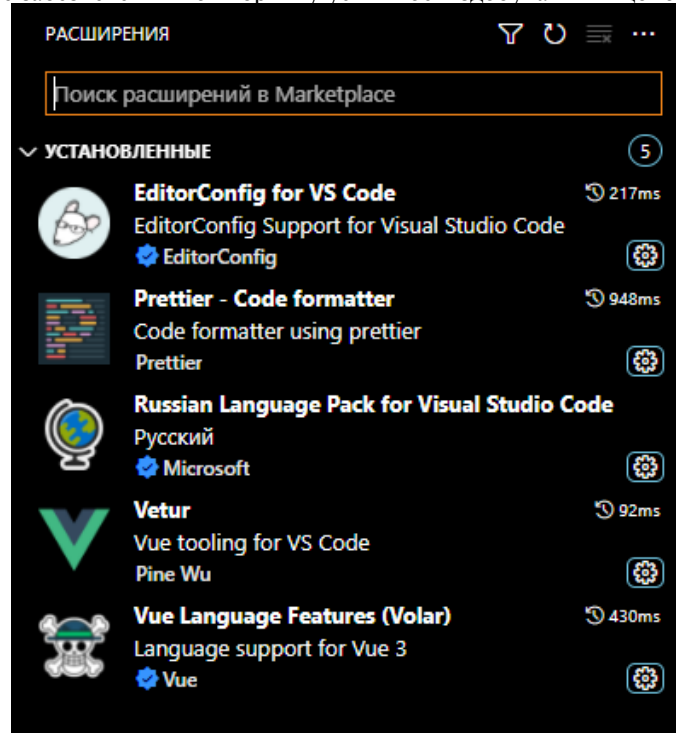 РАСШИРЕНИЯ
Поиск расширений в Marketplace
УСТАНОВЛЕННЫЕ 5
EditorConfig for VS Code 217ms
EditorConfig Support for Visual Studio Code
EditorConfig
Prettier - Code formatter 948ms
Code formatter using prettier
Prettier
Russian Language Pack for Visual Studio Code
Русский
Microsoft
Vetur 92ms
Vue tooling for VS Code
Pine Wu
Vue Language Features (Volar) 430ms
Language support for Vue 3
Vue